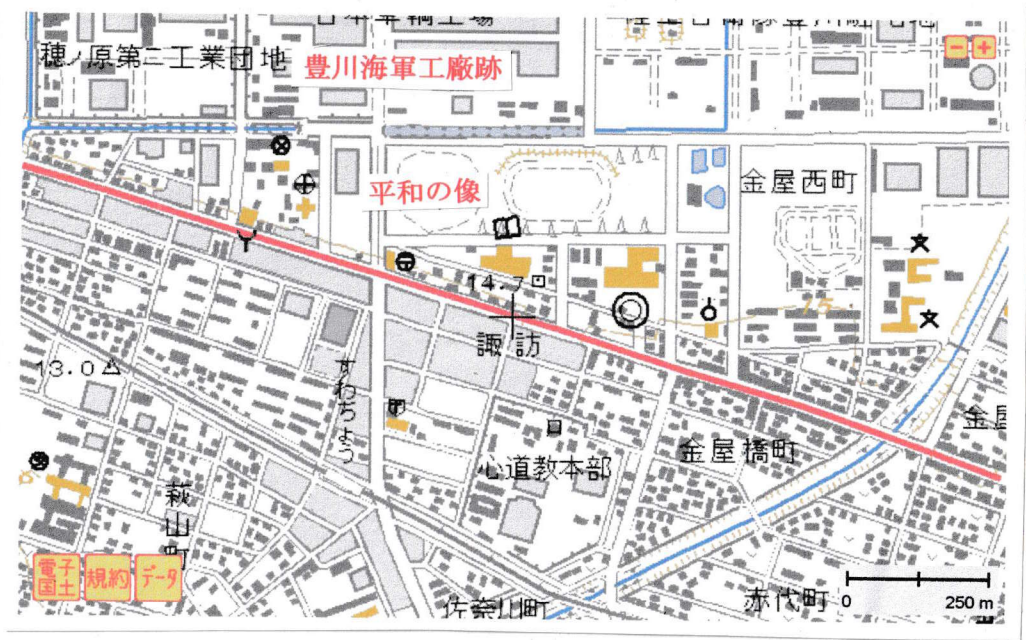 穂ノ原第二工業団地
豊川海軍工廠跡
平和の像
金屋西町
14.7
15
諏訪
13.0
すわちょう
心道教本部
金屋橋町
萩山町
電子国土
規約
データ
佐奈川町
赤代町
0
250 m